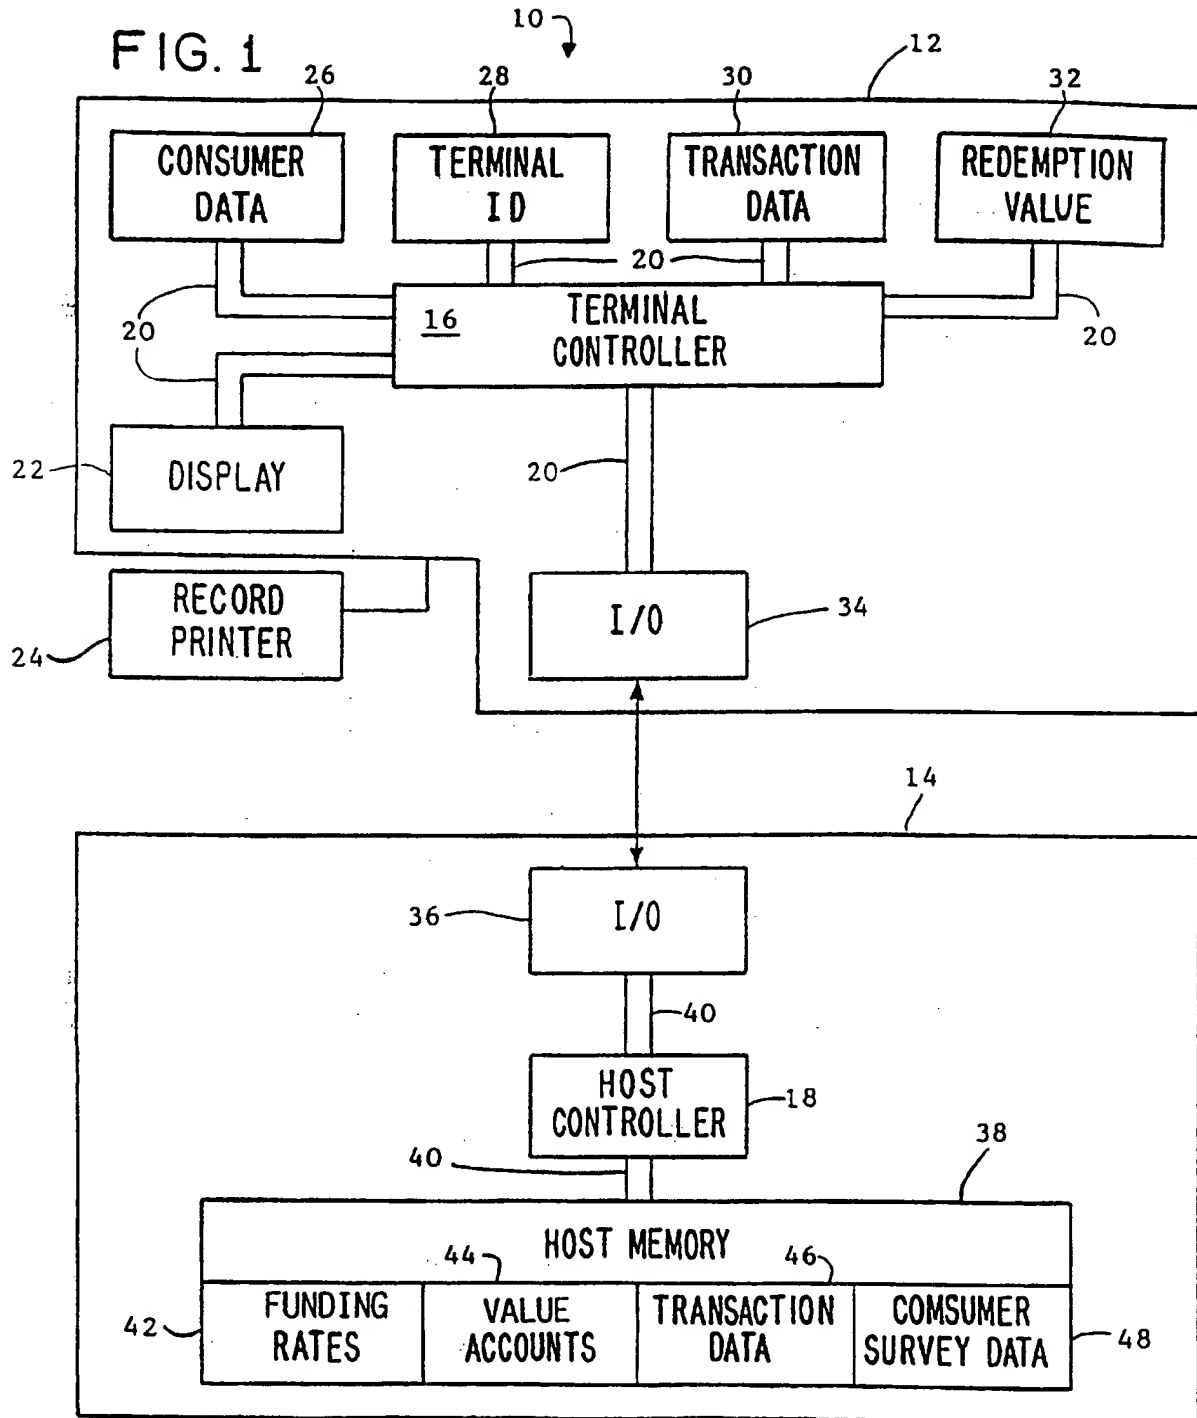 FIG. 1
10
12
26
28
30
32
CONSUMER
DATA
TERMINAL
ID
TRANSACTION
DATA
REDEMPTION
VALUE
20
20
20
20
16
TERMINAL
CONTROLLER
22
DISPLAY
20
24
RECORD
PRINTER
I/O
34
14
36
I/O
40
HOST
CONTROLLER
18
40
38
HOST MEMORY
44
46
42
FUNDING
RATES
VALUE
ACCOUNTS
TRANSACTION
DATA
COMSUMER
SURVEY DATA
48